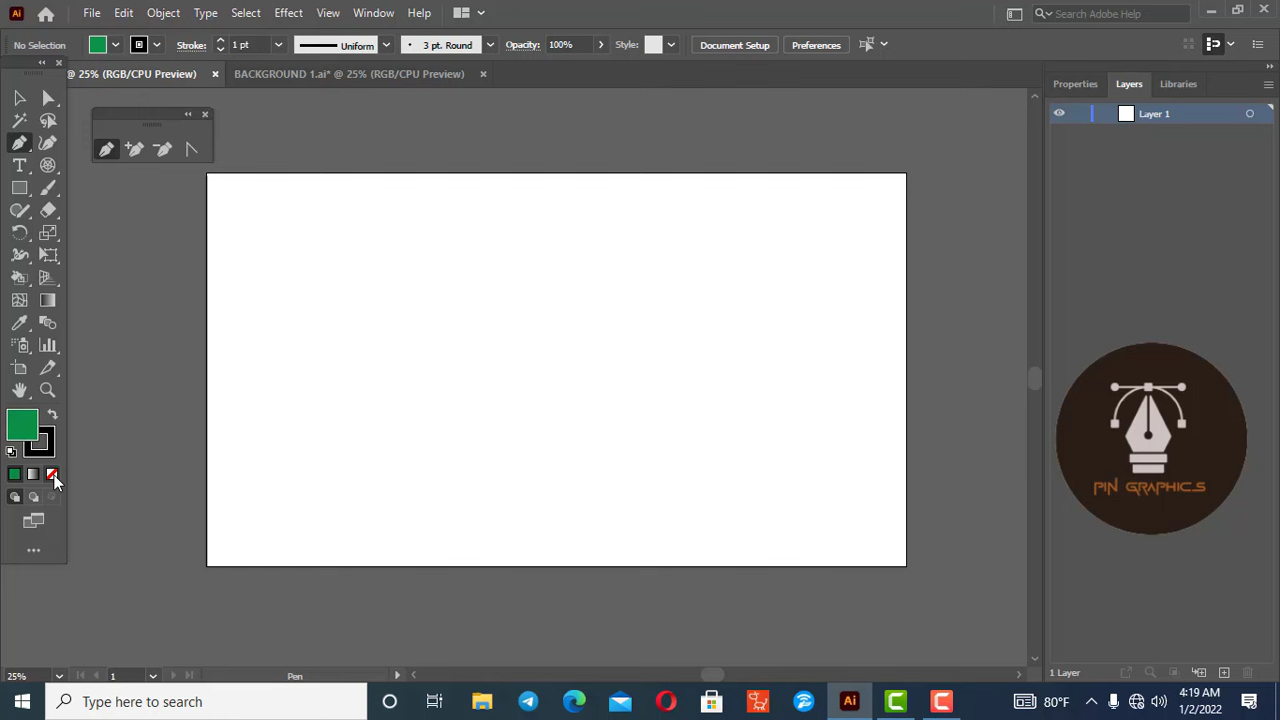 Ai File Edit Object Type Select Effect View Window Help Search Adobe Help
No Selection Stroke: 1 pt Uniform 3 pt. Round Opacity: 100% Style: Document Setup Preferences
@ 25% (RGB/CPU Preview) × BACKGROUND 1.ai* @ 25% (RGB/CPU Preview) ×
Properties Layers Libraries
Layer 1
PIN GRAPHICS
25% 1 Pen 1 Layer
Type here to search Ai 80°F 4:19 AM
1/2/2022